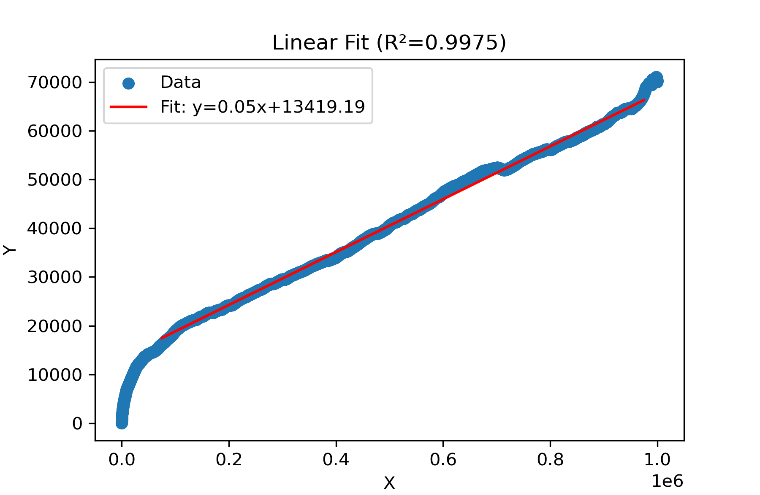 Linear Fit (R²=0.9975)
Data
Fit: y=0.05x+13419.19
70000
60000
50000
40000
30000
20000
10000
0
Y
0.0 0.2 0.4 0.6 0.8 1.0
1e6
X